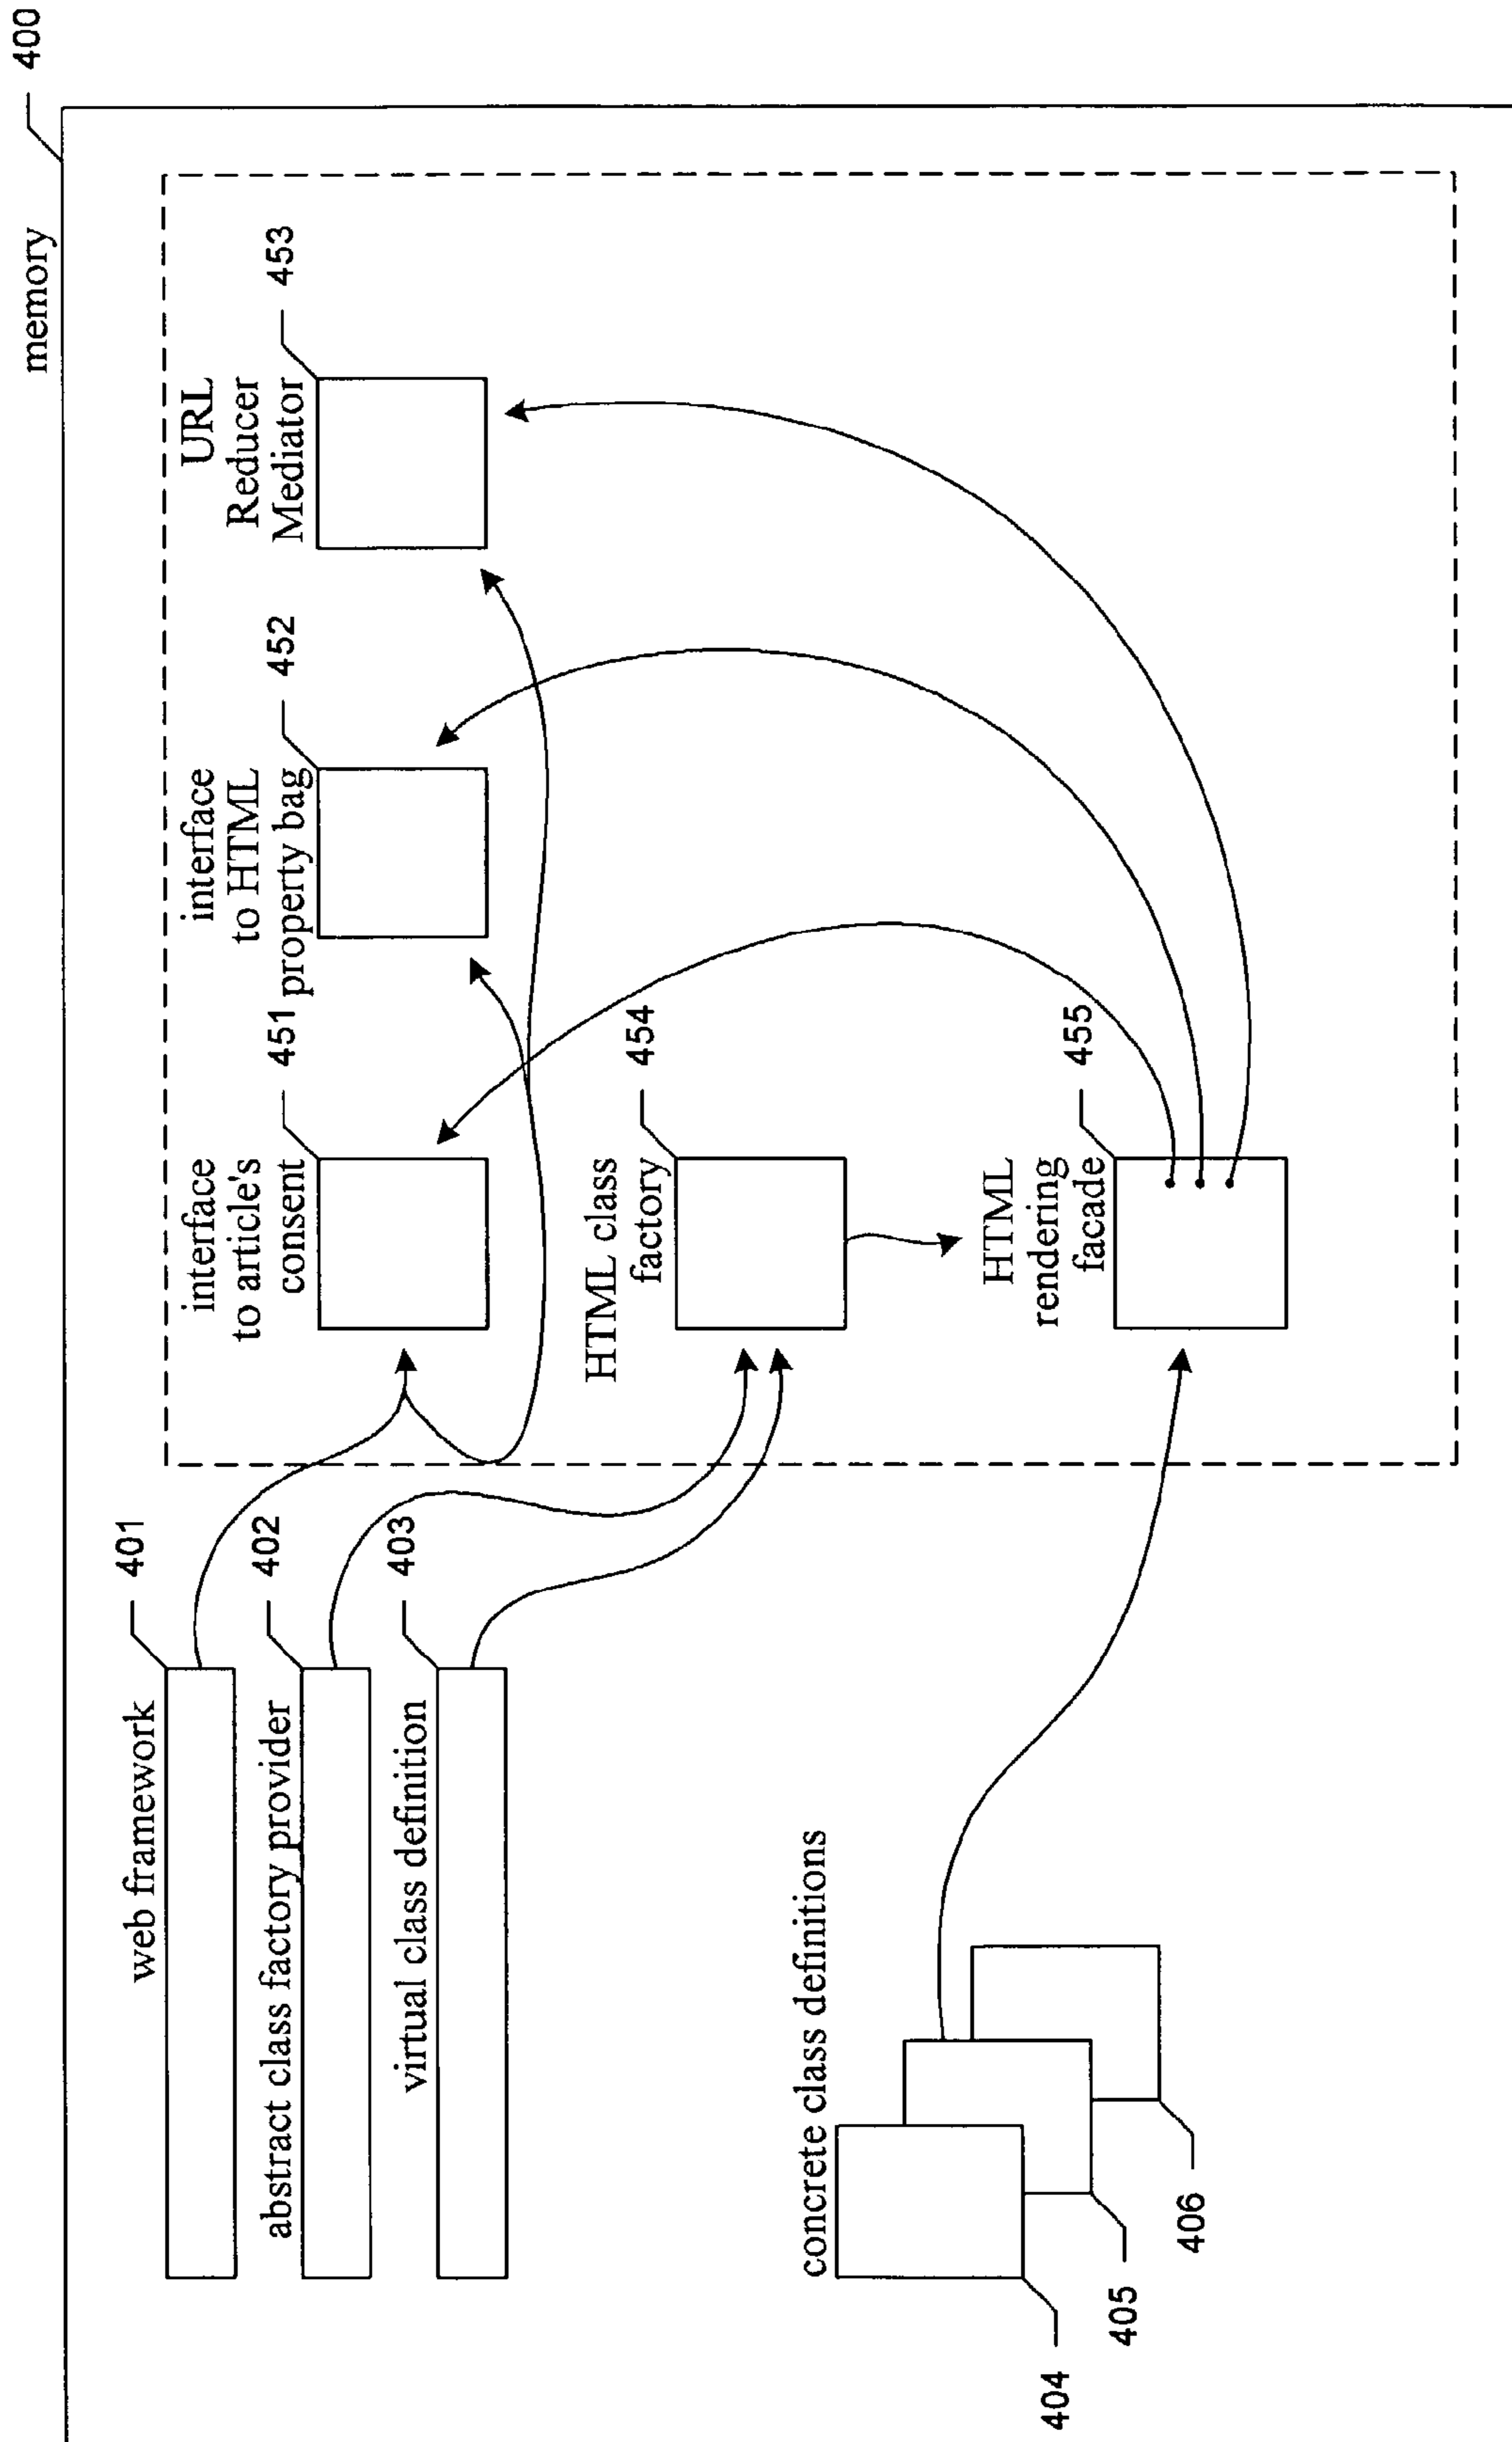 400
memory
web framework
401
abstract class factory provider
402
virtual class definition
403
concrete class definitions
404
405
406
interface
to article's
consent
451
interface
to HTML
property bag
452
URL
Reducer
Mediator
453
HTML class
factory
454
HTML
rendering
facade
455